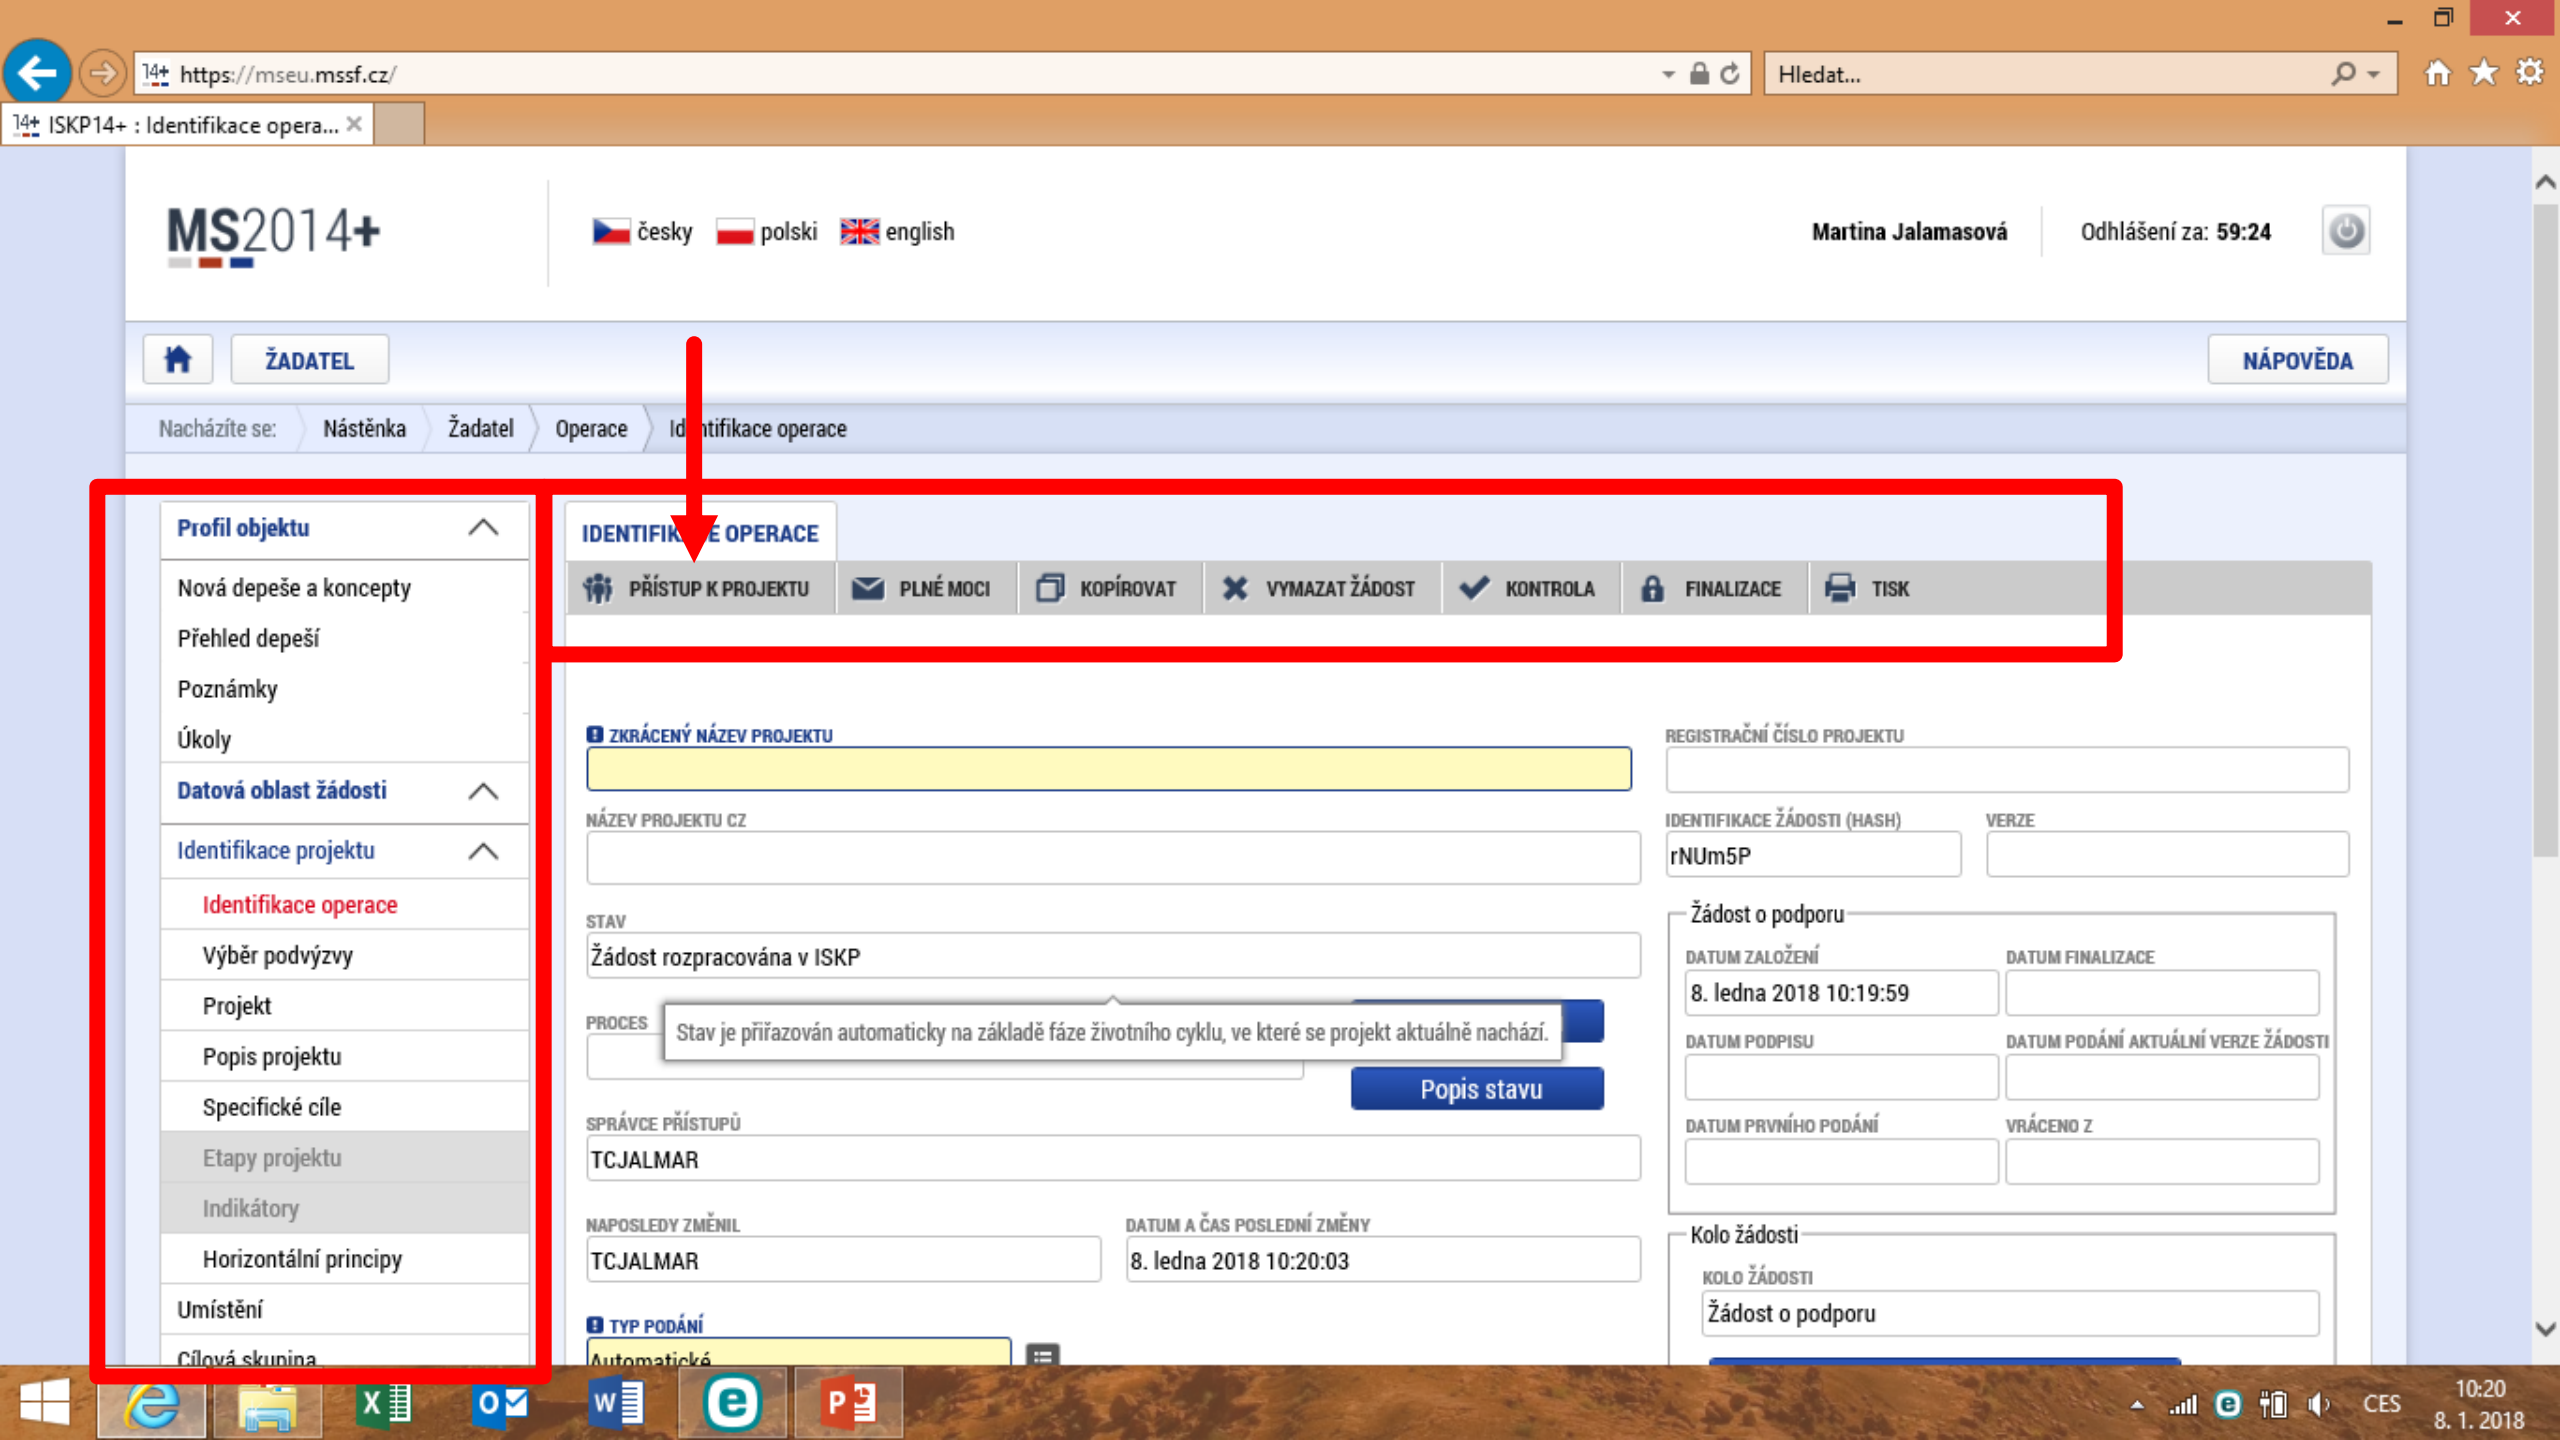 https://mseu.mssf.cz/
Hledat...
14+ ISKP14+ : Identifikace opera...
MS2014+
česky polski english
Martina Jalamasová
Odhlášení za: 59:24
ŽADATEL
NÁPOVĚDA
Nacházíte se: Nástěnka Žadatel Operace Identifikace operace
Profil objektu
Nová depeše a koncepty
Přehled depeší
Poznámky
Úkoly
Datová oblast žádosti
Identifikace projektu
Identifikace operace
Výběr podvýzvy
Projekt
Popis projektu
Specifické cíle
Etapy projektu
Indikátory
Horizontální principy
Umístění
Cílová skupina
IDENTIFIKACE OPERACE
PŘÍSTUP K PROJEKTU PLNÉ MOCI KOPÍROVAT VYMAZAT ŽÁDOST KONTROLA FINALIZACE TISK
ZKRÁCENÝ NÁZEV PROJEKTU
NÁZEV PROJEKTU CZ
STAV
Žádost rozpracována v ISKP
PROCES
Stav je přiřazován automaticky na základě fáze životního cyklu, ve které se projekt aktuálně nachází.
Popis stavu
SPRÁVCE PŘÍSTUPŮ
TCJALMAR
NAPOSLEDY ZMĚNIL
TCJALMAR
DATUM A ČAS POSLEDNÍ ZMĚNY
8. ledna 2018 10:20:03
TYP PODÁNÍ
Automatické
REGISTRAČNÍ ČÍSLO PROJEKTU
IDENTIFIKACE ŽÁDOSTI (HASH)
rNUm5P
VERZE
Žádost o podporu
DATUM ZALOŽENÍ
8. ledna 2018 10:19:59
DATUM FINALIZACE
DATUM PODPISU
DATUM PODÁNÍ AKTUÁLNÍ VERZE ŽÁDOSTI
DATUM PRVNÍHO PODÁNÍ
VRÁCENO Z
Kolo žádosti
KOLO ŽÁDOSTI
Žádost o podporu
CES
10:20
8. 1. 2018